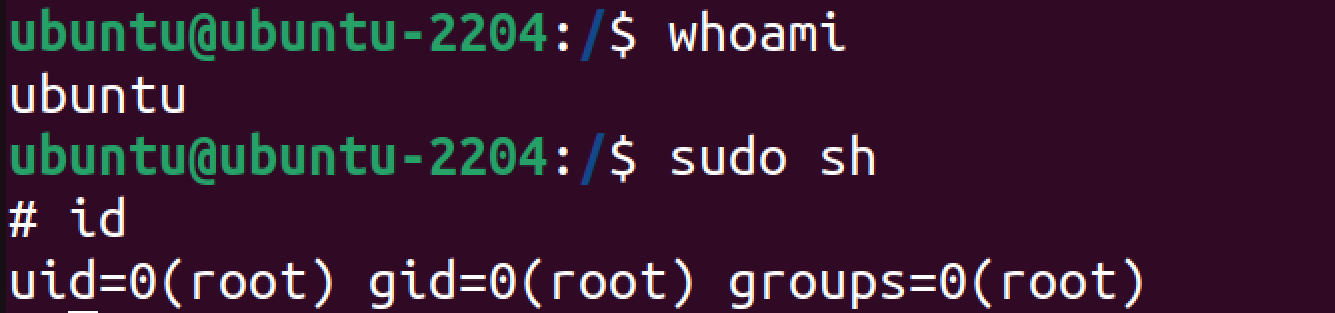 ubuntu@ubuntu-2204:/$ whoami
ubuntu
ubuntu@ubuntu-2204:/$ sudo sh
# id
uid=0(root) gid=0(root) groups=0(root)